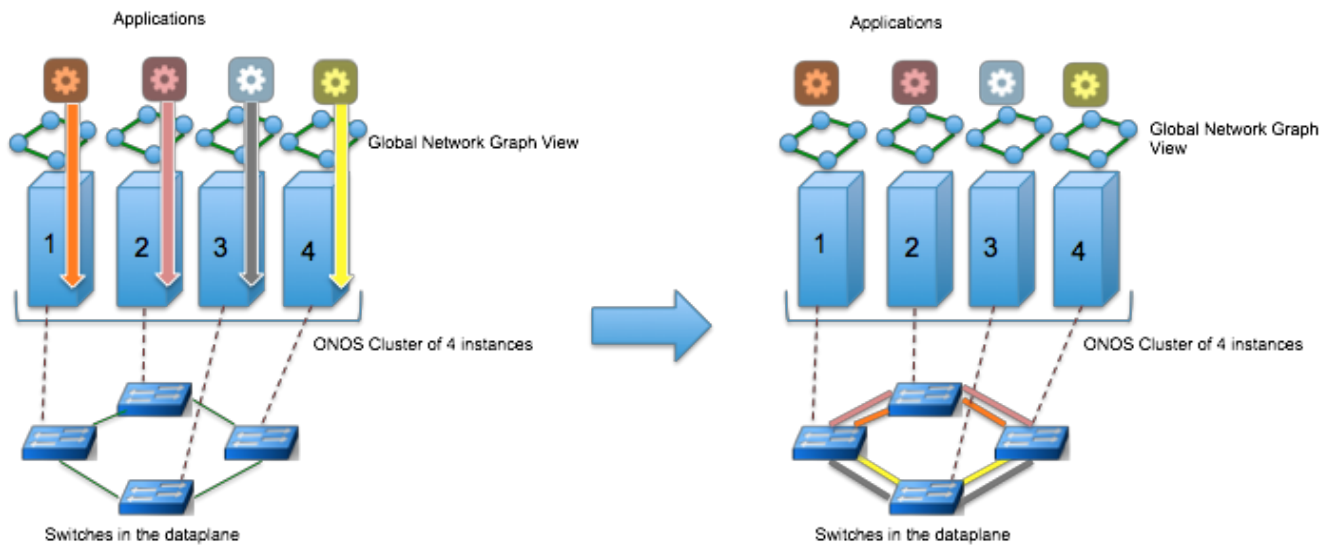 Applications
Global Network Graph View
1
2
3
4
ONOS Cluster of 4 instances
Switches in the dataplane
Applications
Global Network Graph
View
1
2
3
4
ONOS Cluster of 4 instances
Switches in the dataplane